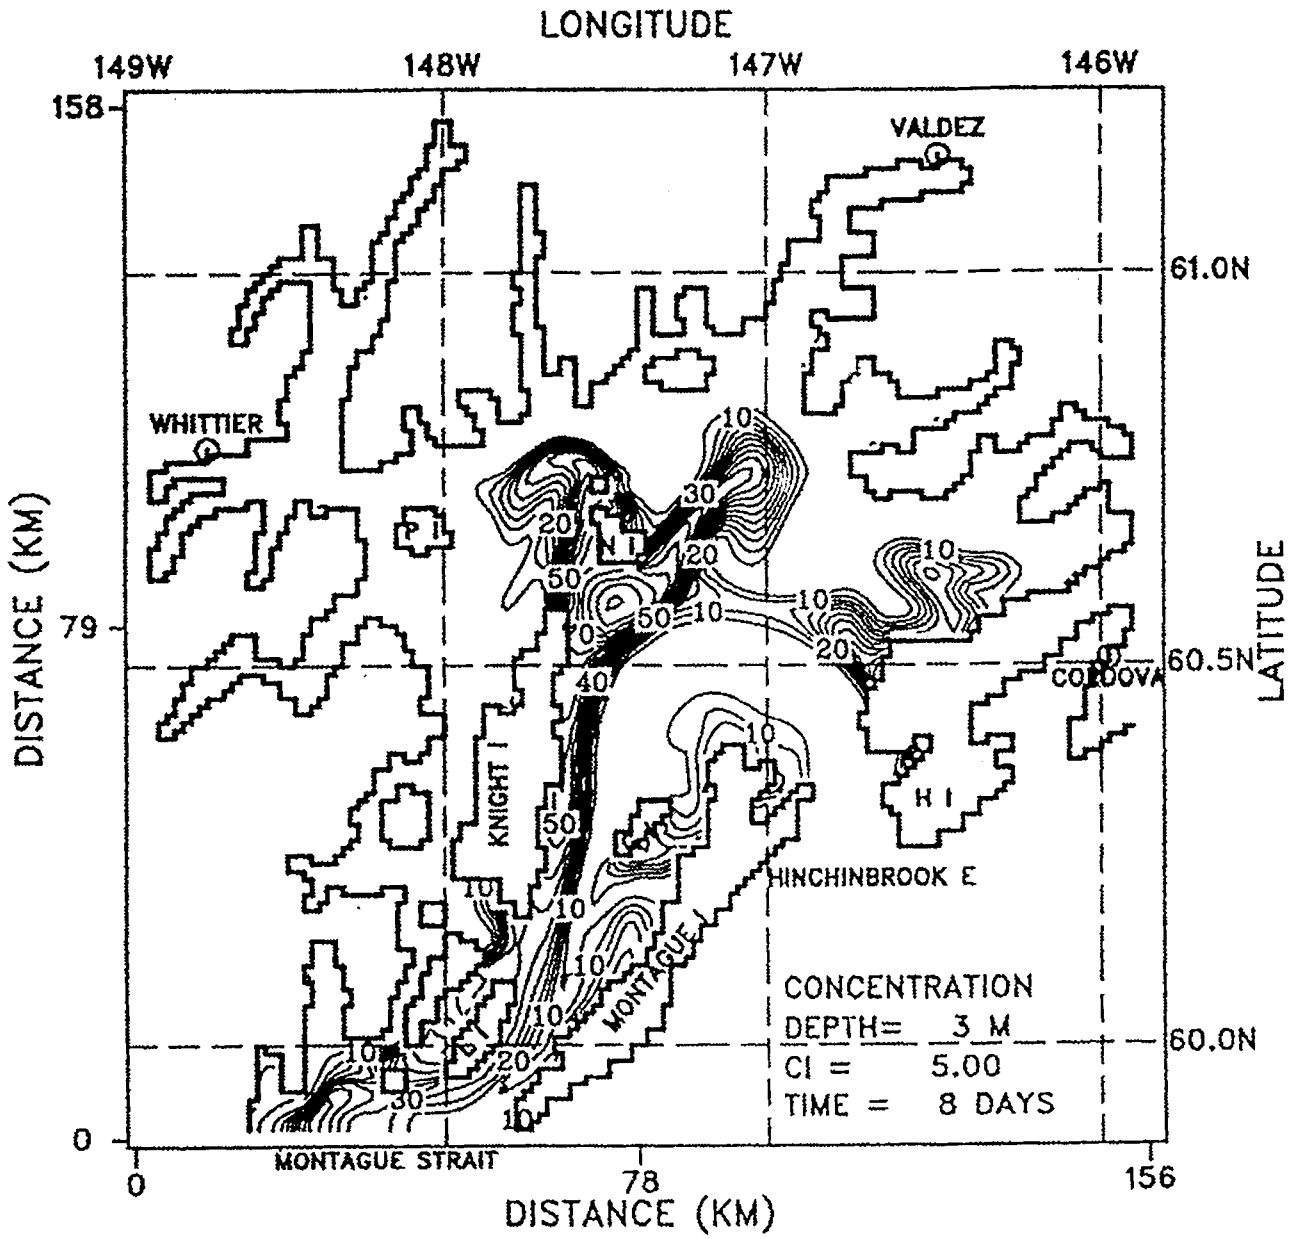 LONGITUDE
149W 148W 147W 146W
158
VALDEZ
61.0N
10
WHITTIER
30
P
20
N I
20
10
50
10
50
10
79
0
20
60.5N
40
CORDOVA
DISTANCE (KM)
LATITUDE
10
KNIGHT I
H I
50
HINCHINBROOK E
10
10
10
MONTAGUE I
CONCENTRATION
10
DEPTH= 3 M
10
20
60.0N
CI = 5.00
30
TIME = 8 DAYS
10
0
MONTAGUE STRAIT
0 78 156
DISTANCE (KM)